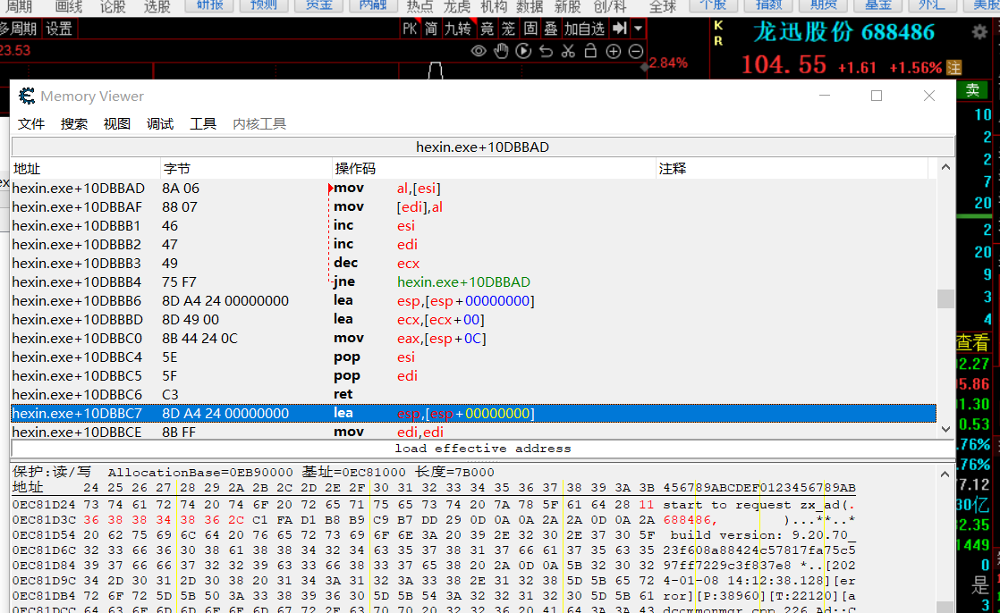 周期 画线 论股 选股 研报 预测 资金 两融 热点 龙虎 机构 数据 新股 创/科 全球 个股 指数 期货 基金 外汇 美股
多周期 设置 PK 简 九转 竞 笼 固 叠 加自选
23.53
2.84%
K
R
龙迅股份 688486
104.55 +1.61 +1.56% 注
Memory Viewer
卖
文件 搜索 视图 调试 工具 内核工具
hexin.exe+10DBBAD
地址 字节 操作码 注释
hexin.exe+10DBBAD 8A 06 mov al,[esi]
hexin.exe+10DBBAF 88 07 mov [edi],al
hexin.exe+10DBBB1 46 inc esi
hexin.exe+10DBBB2 47 inc edi
hexin.exe+10DBBB3 49 dec ecx
hexin.exe+10DBBB4 75 F7 jne hexin.exe+10DBBAD
hexin.exe+10DBBB6 8D A4 24 00000000 lea esp,[esp+00000000]
hexin.exe+10DBBBD 8D 49 00 lea ecx,[ecx+00]
hexin.exe+10DBBC0 8B 44 24 0C mov eax,[esp+0C]
hexin.exe+10DBBC4 5E pop esi
hexin.exe+10DBBC5 5F pop edi
hexin.exe+10DBBC6 C3 ret
hexin.exe+10DBBC7 8D A4 24 00000000 lea esp,[esp+00000000]
hexin.exe+10DBBCE 8B FF mov edi,edi
load effective address
保护:读/写 AllocationBase=0EB90000 基址=0EC81000 长度=7B000
地址 24 25 26 27 28 29 2A 2B 2C 2D 2E 2F 30 31 32 33 34 35 36 37 38 39 3A 3B 456789ABCDEF0123456789AB
0EC81D24 73 74 61 72 74 20 74 6F 20 72 65 71 75 65 73 74 20 7A 78 5F 61 64 28 11 start to request zx_ad(.
0EC81D3C 36 38 38 34 38 36 2C C1 FA D1 B8 B9 C9 B7 DD 29 0D 0A 0A 2A 2A 0D 0A 2A 688486, )...**..*
0EC81D54 20 62 75 69 6C 64 20 76 65 72 73 69 6F 6E 3A 20 39 2E 32 30 2E 37 30 5F build version: 9.20.70_
0EC81D6C 32 33 66 36 30 38 61 38 38 34 32 34 63 35 37 38 31 37 66 61 37 35 63 35 23f608a88424c57817fa75c5
0EC81D84 39 37 66 66 37 32 32 39 63 33 66 38 33 37 65 38 20 2A 0D 0A 5B 32 30 32 97ff7229c3f837e8 *..[202
0EC81D9C 34 2D 30 31 2D 30 38 20 31 34 3A 31 32 3A 33 38 2E 31 32 38 5D 5B 65 72 4-01-08 14:12:38.128][er
0EC81DB4 72 6F 72 5D 5B 50 3A 33 38 39 36 30 5D 5B 54 3A 32 32 31 32 30 5D 5B 61 ror][P:38960][T:22120][a
10
2
2
7
20
2
20
9
3
4
查看
2.27
5.86
1.30
0.53
.76%
.76%
7.12
30亿
2.35
1449
0
是
3